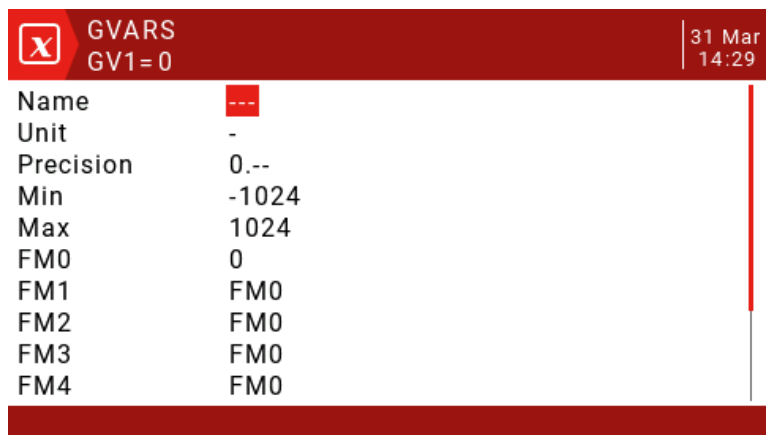 x
GVARS
GV1=0
31 Mar
14:29
Name ---
Unit -
Precision 0.--
Min -1024
Max 1024
FM0 0
FM1 FM0
FM2 FM0
FM3 FM0
FM4 FM0